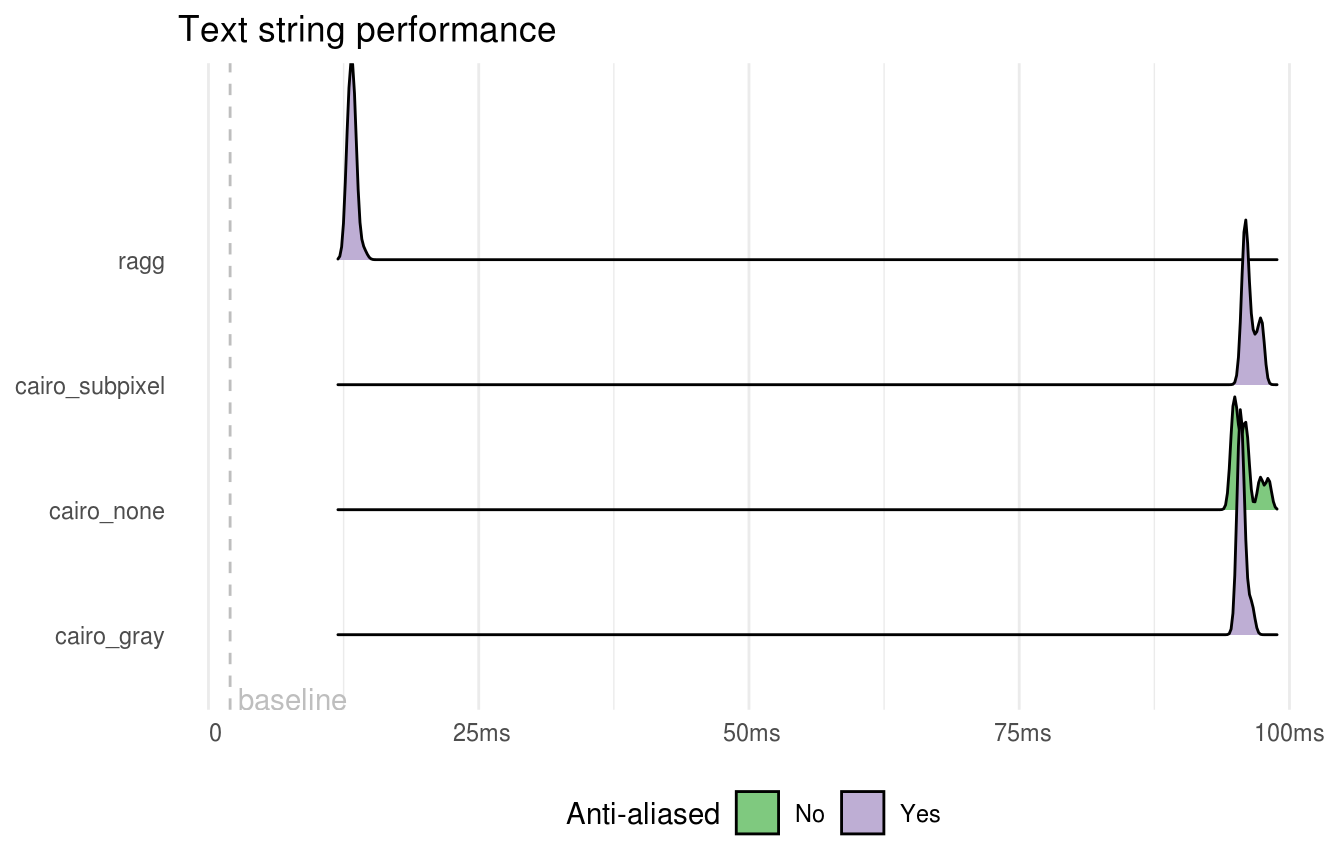 Text string performance
ragg
cairo_subpixel
cairo_none
cairo_gray
baseline
0 25ms 50ms 75ms 100ms
Anti-aliased No Yes